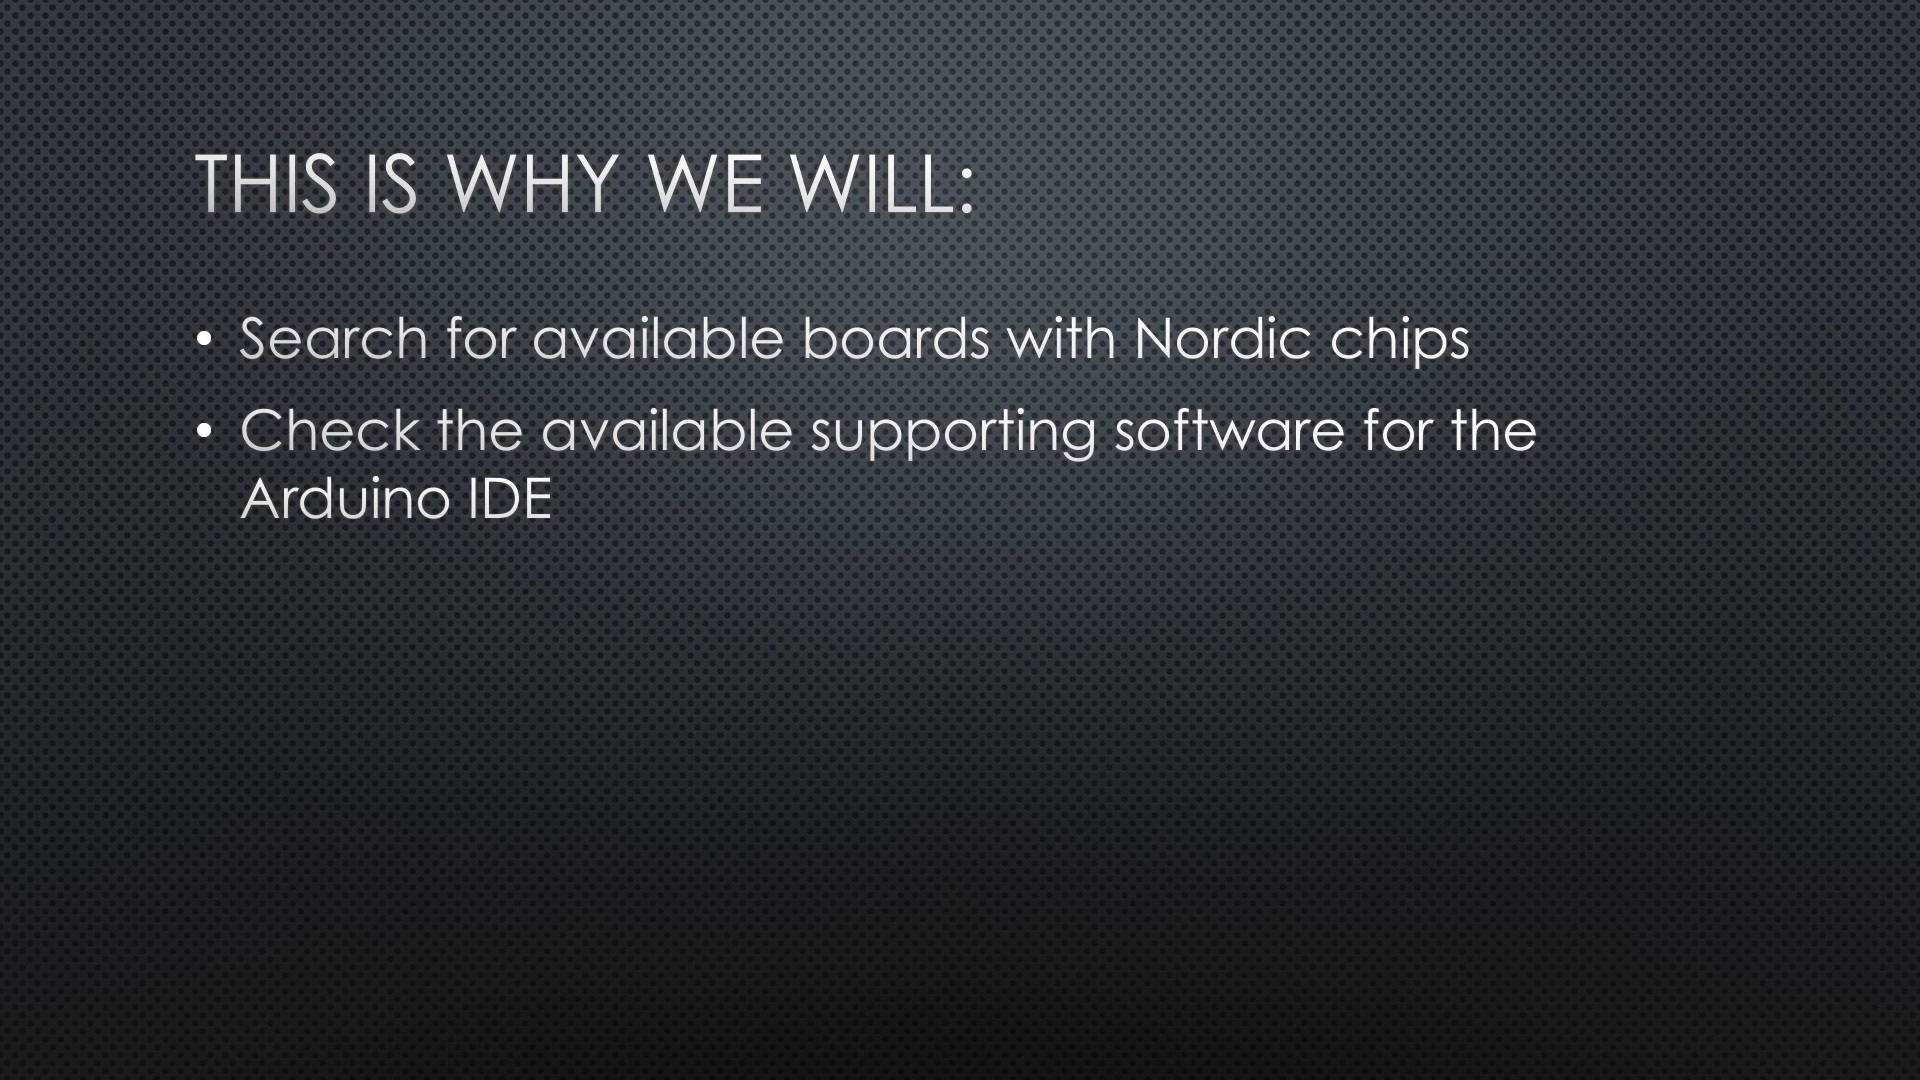 THIS IS WHY WE WILL:
• Search for available boards with Nordic chips
• Check the available supporting software for the
Arduino IDE